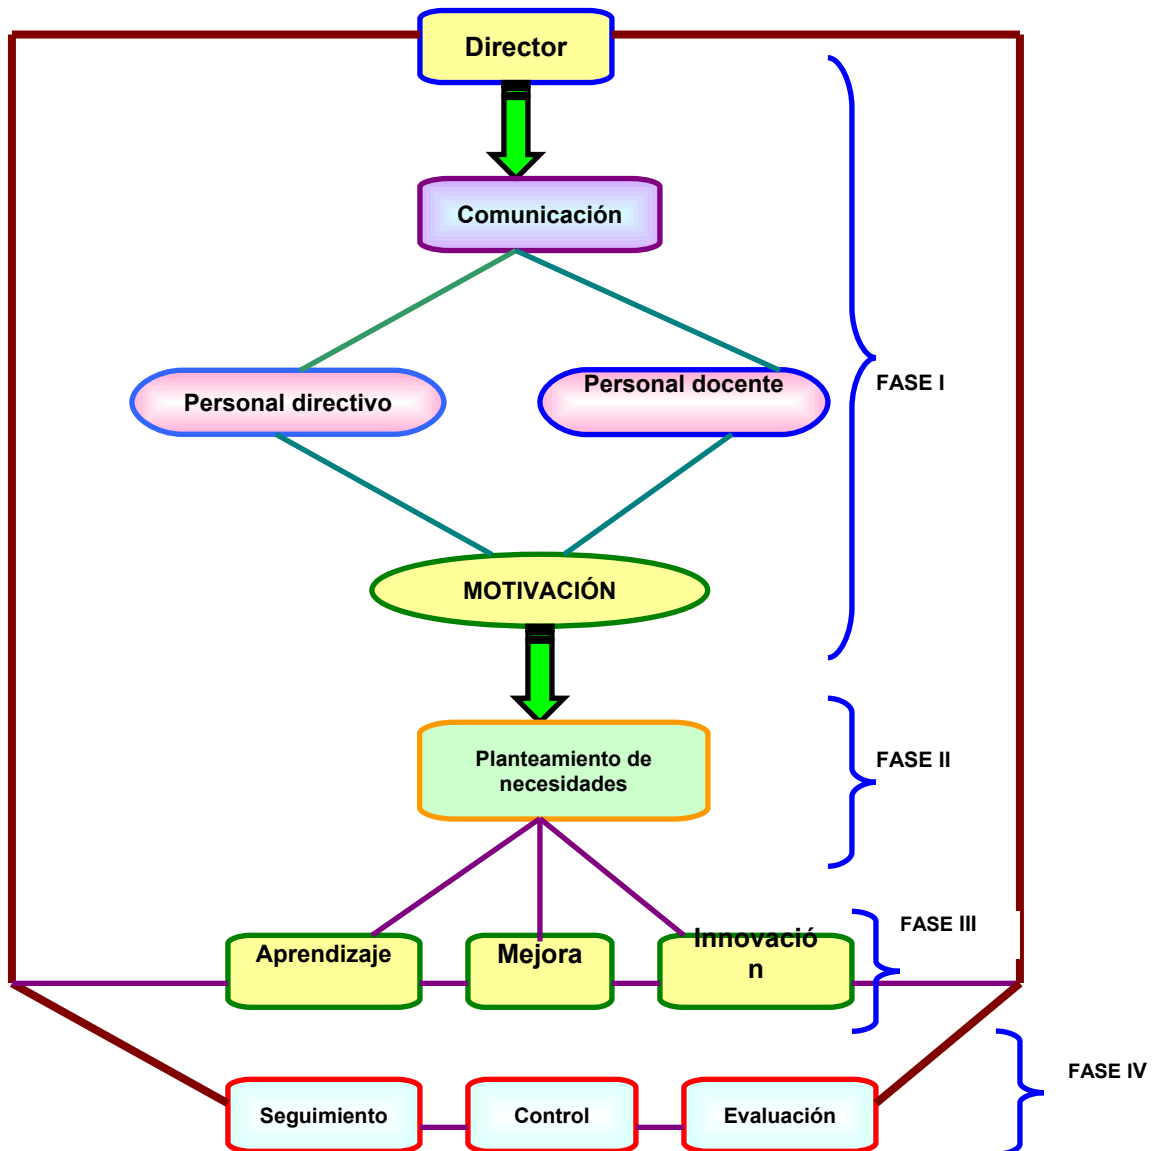 Director
Comunicación
FASE I
Personal directivo
Personal docente
MOTIVACIÓN
Planteamiento de
necesidades
FASE II
FASE III
Aprendizaje
Mejora
Innovació
n
FASE IV
Seguimiento
Control
Evaluación